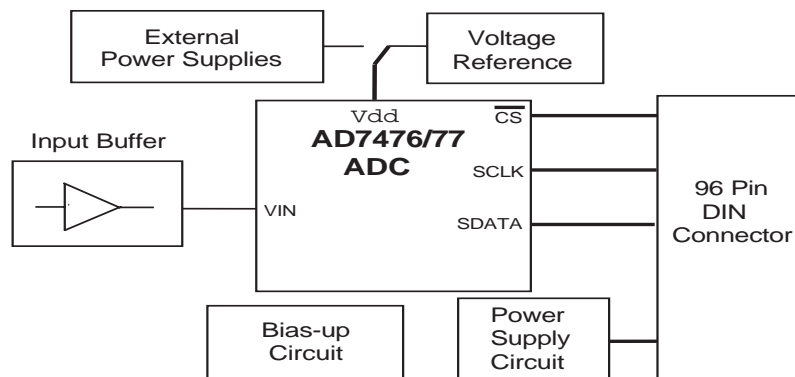 External
Power Supplies
Voltage
Reference
Input Buffer
Vdd
AD7476/77
ADC
CS
SCLK
VIN
SDATA
96 Pin
DIN
Connector
Bias-up
Circuit
Power
Supply
Circuit